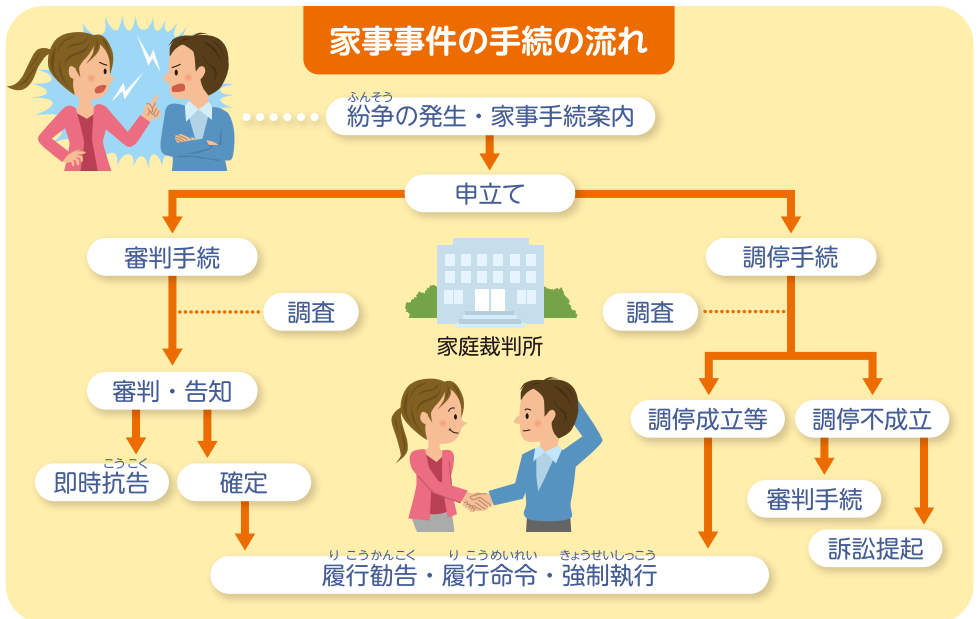 家事事件の手続の流れ
ふんそう
紛争の発生・家事手続案内
申立て
審判手続
調停手続
調査
調査
家庭裁判所
審判・告知
調停成立等
調停不成立
こうこく
即時抗告
確定
審判手続
訴訟提起
りこうかんこく りこうめいれい きょうせいしっこう
履行勧告・履行命令・強制執行